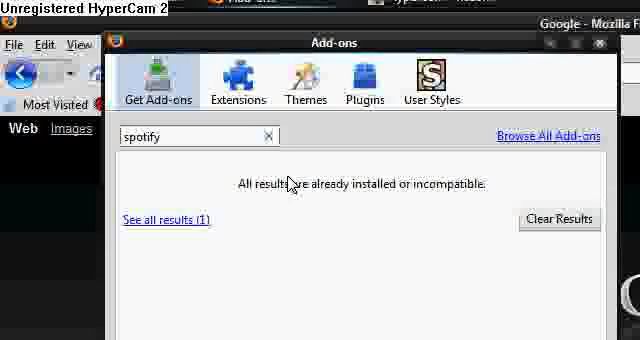 Unregistered HyperCam 2
Google - Mozilla F
File Edit View
Add-ons
Get Add-ons Extensions Themes Plugins User Styles
Most Visited
Web Images
spotify
Browse All Add-ons
All results are already installed or incompatible.
See all results (1)
Clear Results